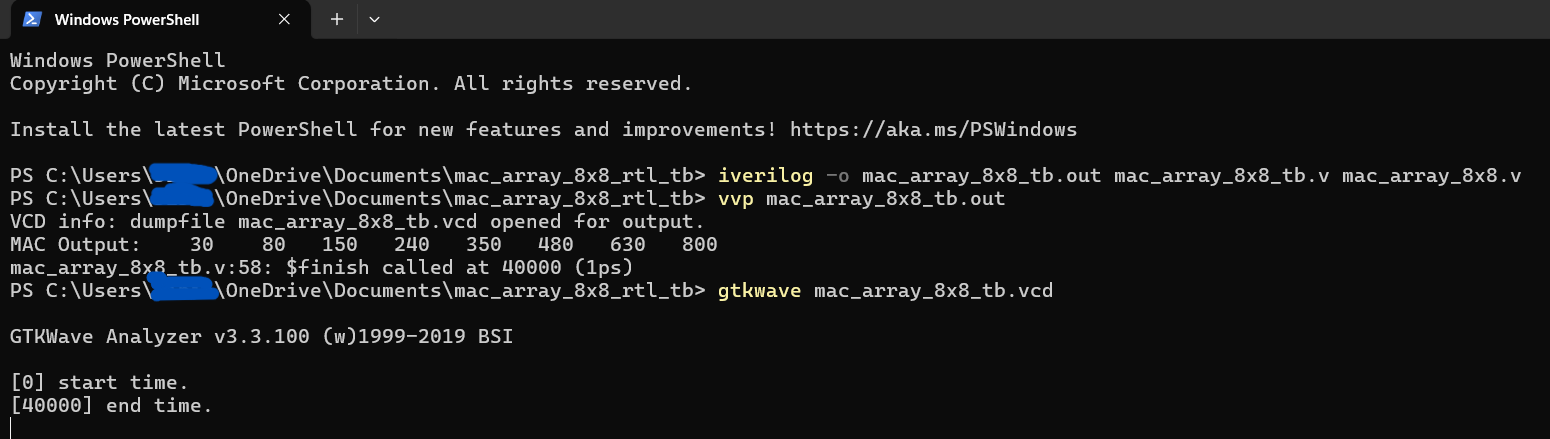 Windows PowerShell
Windows PowerShell
Copyright (C) Microsoft Corporation. All rights reserved.
Install the latest PowerShell for new features and improvements! https://aka.ms/PSWindows
PS C:\Users\ \OneDrive\Documents\mac_array_8x8_rtl_tb> iverilog -o mac_array_8x8_tb.out mac_array_8x8_tb.v mac_array_8x8.v
PS C:\Users\ \OneDrive\Documents\mac_array_8x8_rtl_tb> vvp mac_array_8x8_tb.out
VCD info: dumpfile mac_array_8x8_tb.vcd opened for output.
MAC Output:    30    80   150   240   350   480   630   800
mac_array_8x8_tb.v:58: $finish called at 40000 (1ps)
PS C:\Users\ \OneDrive\Documents\mac_array_8x8_rtl_tb> gtkwave mac_array_8x8_tb.vcd
GTKWave Analyzer v3.3.100 (w)1999-2019 BSI
[0] start time.
[40000] end time.